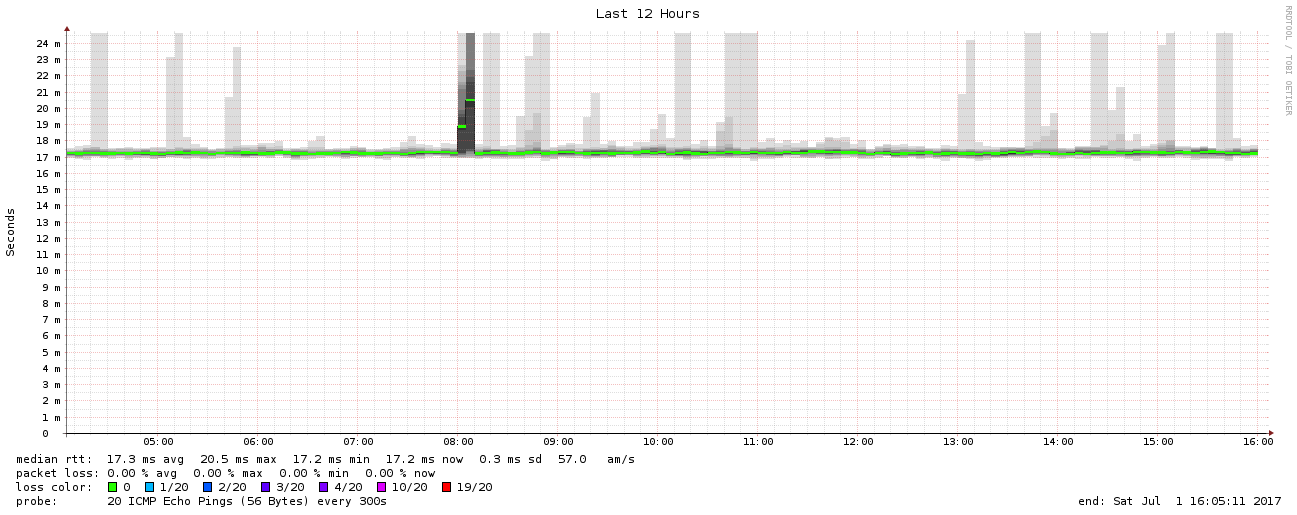 Last 12 Hours
RRDTOOL / TOBI OETIKER
Seconds
24 m
23 m
22 m
21 m
20 m
19 m
18 m
17 m
16 m
15 m
14 m
13 m
12 m
11 m
10 m
9 m
8 m
7 m
6 m
5 m
4 m
3 m
2 m
1 m
0
05:00 06:00 07:00 08:00 09:00 10:00 11:00 12:00 13:00 14:00 15:00 16:00
median rtt: 17.3 ms avg 20.5 ms max 17.2 ms min 17.2 ms now 0.3 ms sd 57.0 am/s
packet loss: 0.00 % avg 0.00 % max 0.00 % min 0.00 % now
loss color: 0 1/20 2/20 3/20 4/20 10/20 19/20
probe: 20 ICMP Echo Pings (56 Bytes) every 300s end: Sat Jul 1 16:05:11 2017